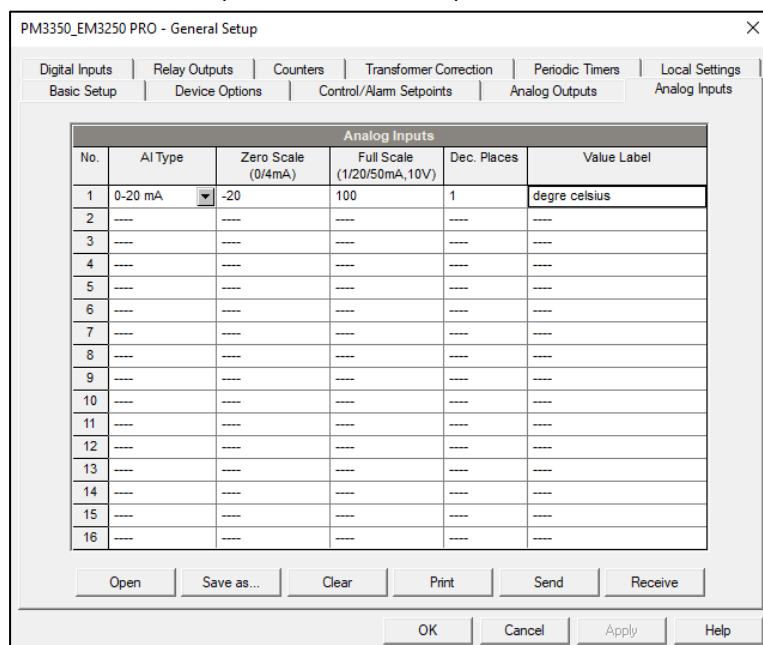 PM3350_EM3250 PRO - General Setup
Digital Inputs Relay Outputs Counters Transformer Correction Periodic Timers Local Settings
Basic Setup Device Options Control/Alarm Setpoints Analog Outputs Analog Inputs
Analog Inputs
No. AI Type Zero Scale (0/4mA) Full Scale (1/20/50mA,10V) Dec. Places Value Label
1 0-20 mA -20 100 1 degre celsius
2 ---- ---- ---- ---- ----
3 ---- ---- ---- ---- ----
4 ---- ---- ---- ---- ----
5 ---- ---- ---- ---- ----
6 ---- ---- ---- ---- ----
7 ---- ---- ---- ---- ----
8 ---- ---- ---- ---- ----
9 ---- ---- ---- ---- ----
10 ---- ---- ---- ---- ----
11 ---- ---- ---- ---- ----
12 ---- ---- ---- ---- ----
13 ---- ---- ---- ---- ----
14 ---- ---- ---- ---- ----
15 ---- ---- ---- ---- ----
16 ---- ---- ---- ---- ----
Open Save as... Clear Print Send Receive
OK Cancel Apply Help